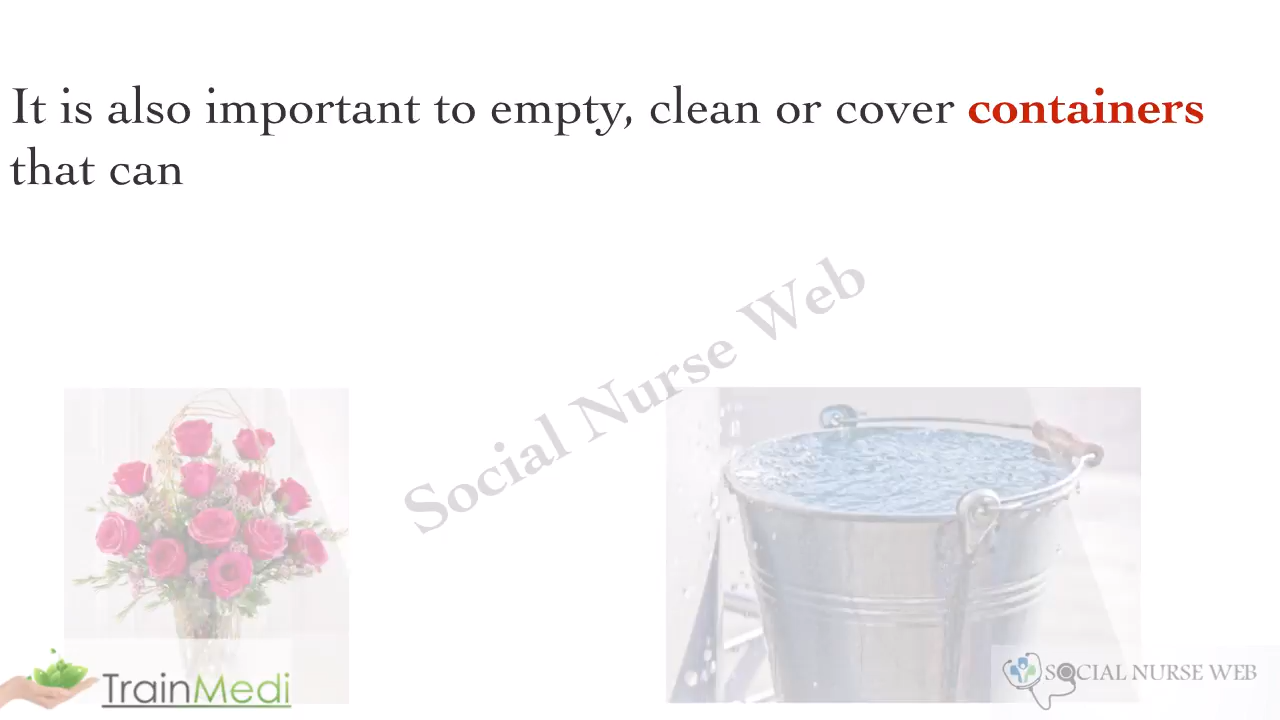 It is also important to empty, clean or cover containers
that can
Social Nurse Web
TrainMedi
SOCIAL NURSE WEB